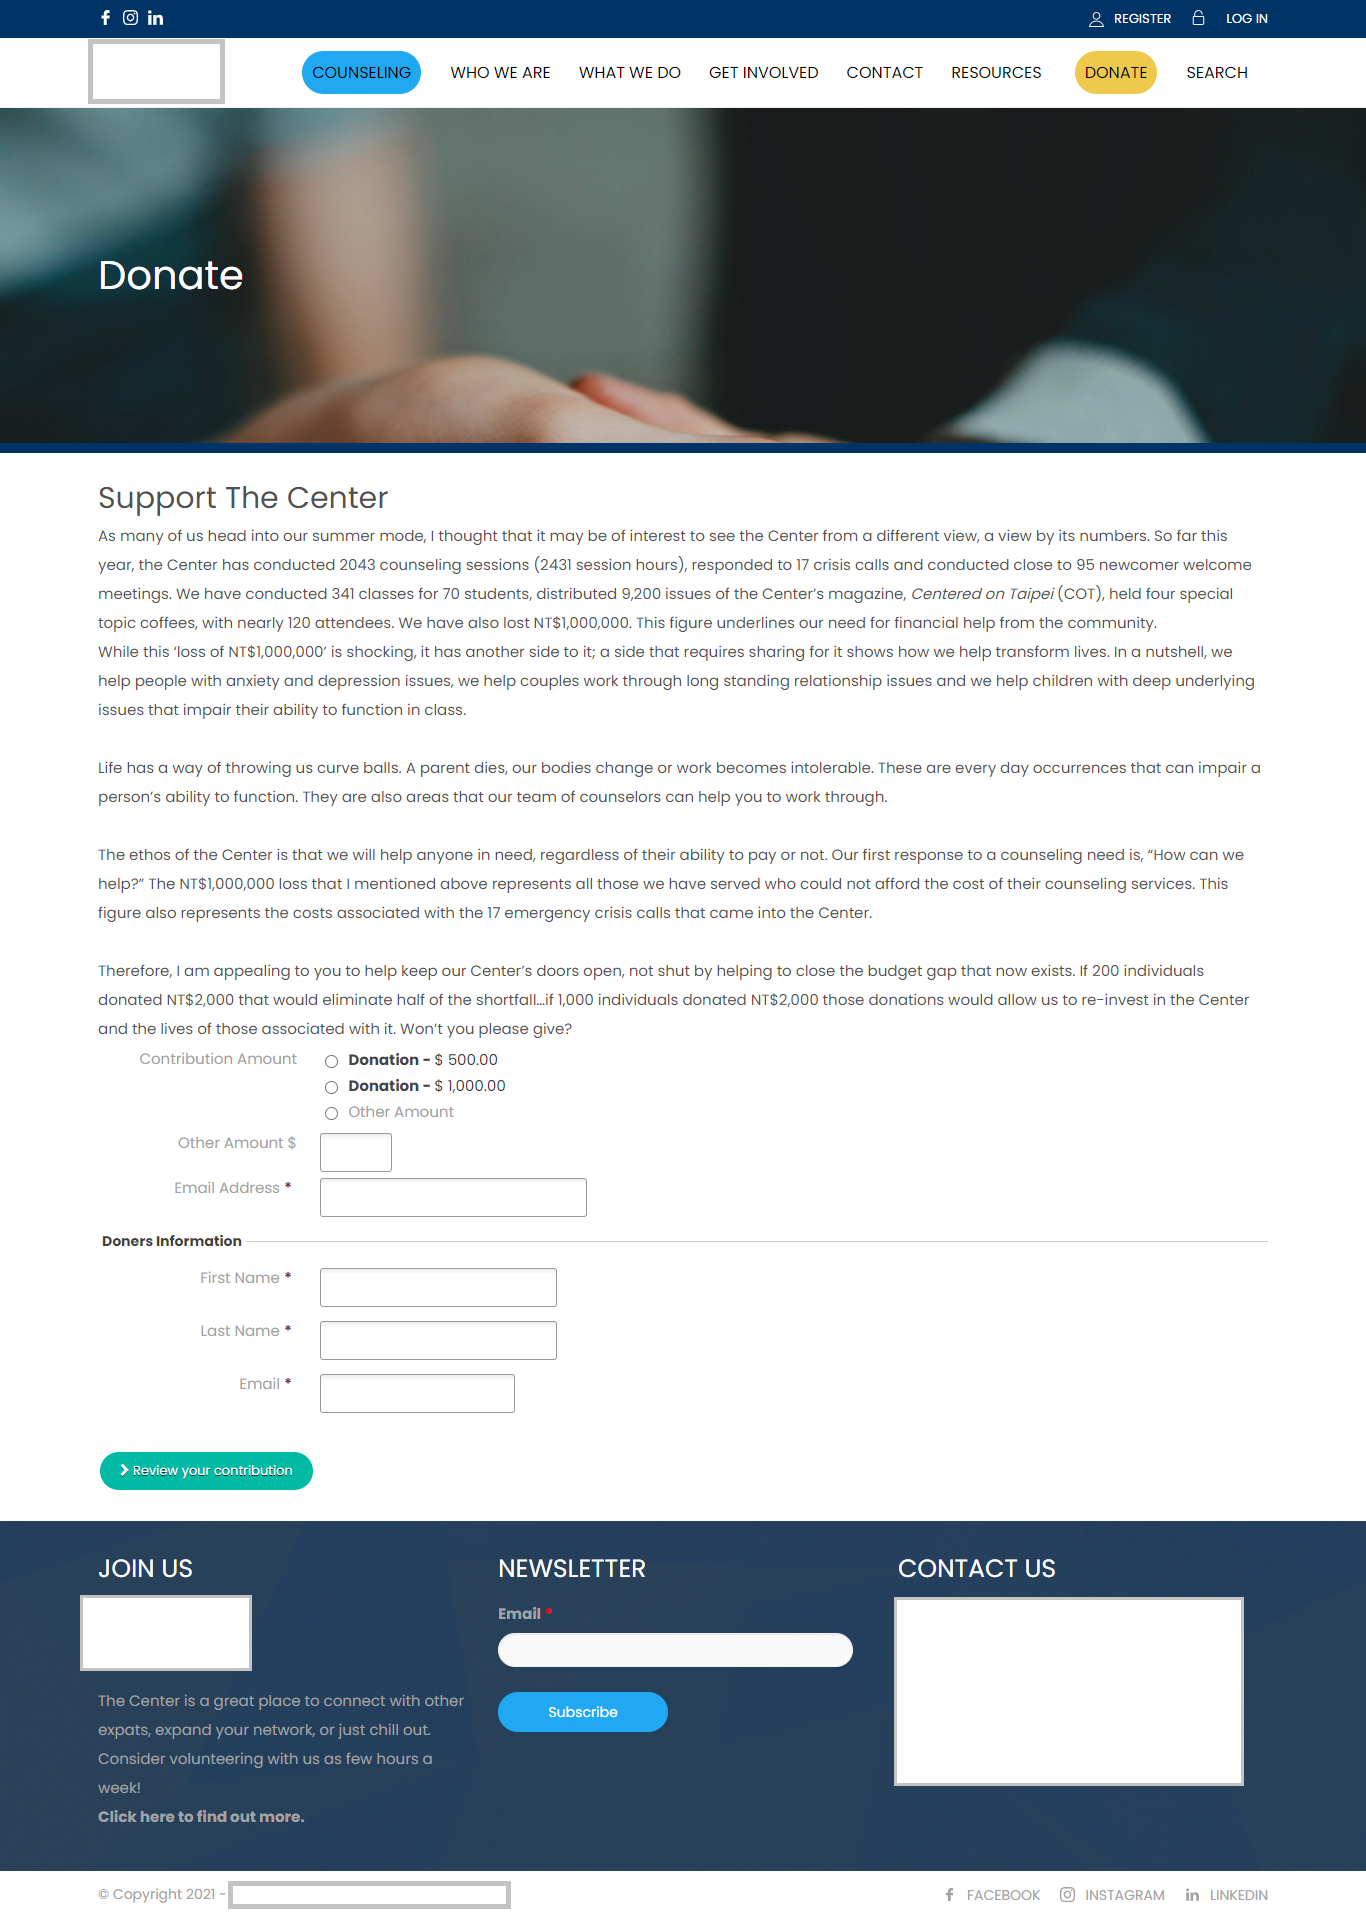 REGISTER
LOG IN
COUNSELING
WHO WE ARE
WHAT WE DO
GET INVOLVED
CONTACT
RESOURCES
DONATE
SEARCH
Donate
Support The Center
As many of us head into our summer mode, I thought that it may be of interest to see the Center from a different view, a view by its numbers. So far this
year, the Center has conducted 2043 counseling sessions (2431 session hours), responded to 17 crisis calls and conducted close to 95 newcomer welcome
meetings. We have conducted 341 classes for 70 students, distributed 9,200 issues of the Center’s magazine, Centered on Taipei (COT), held four special
topic coffees, with nearly 120 attendees. We have also lost NT$1,000,000. This figure underlines our need for financial help from the community.
While this ‘loss of NT$1,000,000’ is shocking, it has another side to it; a side that requires sharing for it shows how we help transform lives. In a nutshell, we
help people with anxiety and depression issues, we help couples work through long standing relationship issues and we help children with deep underlying
issues that impair their ability to function in class.
Life has a way of throwing us curve balls. A parent dies, our bodies change or work becomes intolerable. These are every day occurrences that can impair a
person’s ability to function. They are also areas that our team of counselors can help you to work through.
The ethos of the Center is that we will help anyone in need, regardless of their ability to pay or not. Our first response to a counseling need is, “How can we
help?” The NT$1,000,000 loss that I mentioned above represents all those we have served who could not afford the cost of their counseling services. This
figure also represents the costs associated with the 17 emergency crisis calls that came into the Center.
Therefore, I am appealing to you to help keep our Center’s doors open, not shut by helping to close the budget gap that now exists. If 200 individuals
donated NT$2,000 that would eliminate half of the shortfall…if 1,000 individuals donated NT$2,000 those donations would allow us to re-invest in the Center
and the lives of those associated with it. Won’t you please give?
Contribution Amount
Donation - $ 500.00
Donation - $ 1,000.00
Other Amount
Other Amount $
Email Address *
Doners Information
First Name *
Last Name *
Email *
Review your contribution
JOIN US
The Center is a great place to connect with other
expats, expand your network, or just chill out.
Consider volunteering with us as few hours a
week!
Click here to find out more.
NEWSLETTER
Email *
Subscribe
CONTACT US
© Copyright 2021 -
FACEBOOK
INSTAGRAM
LINKEDIN